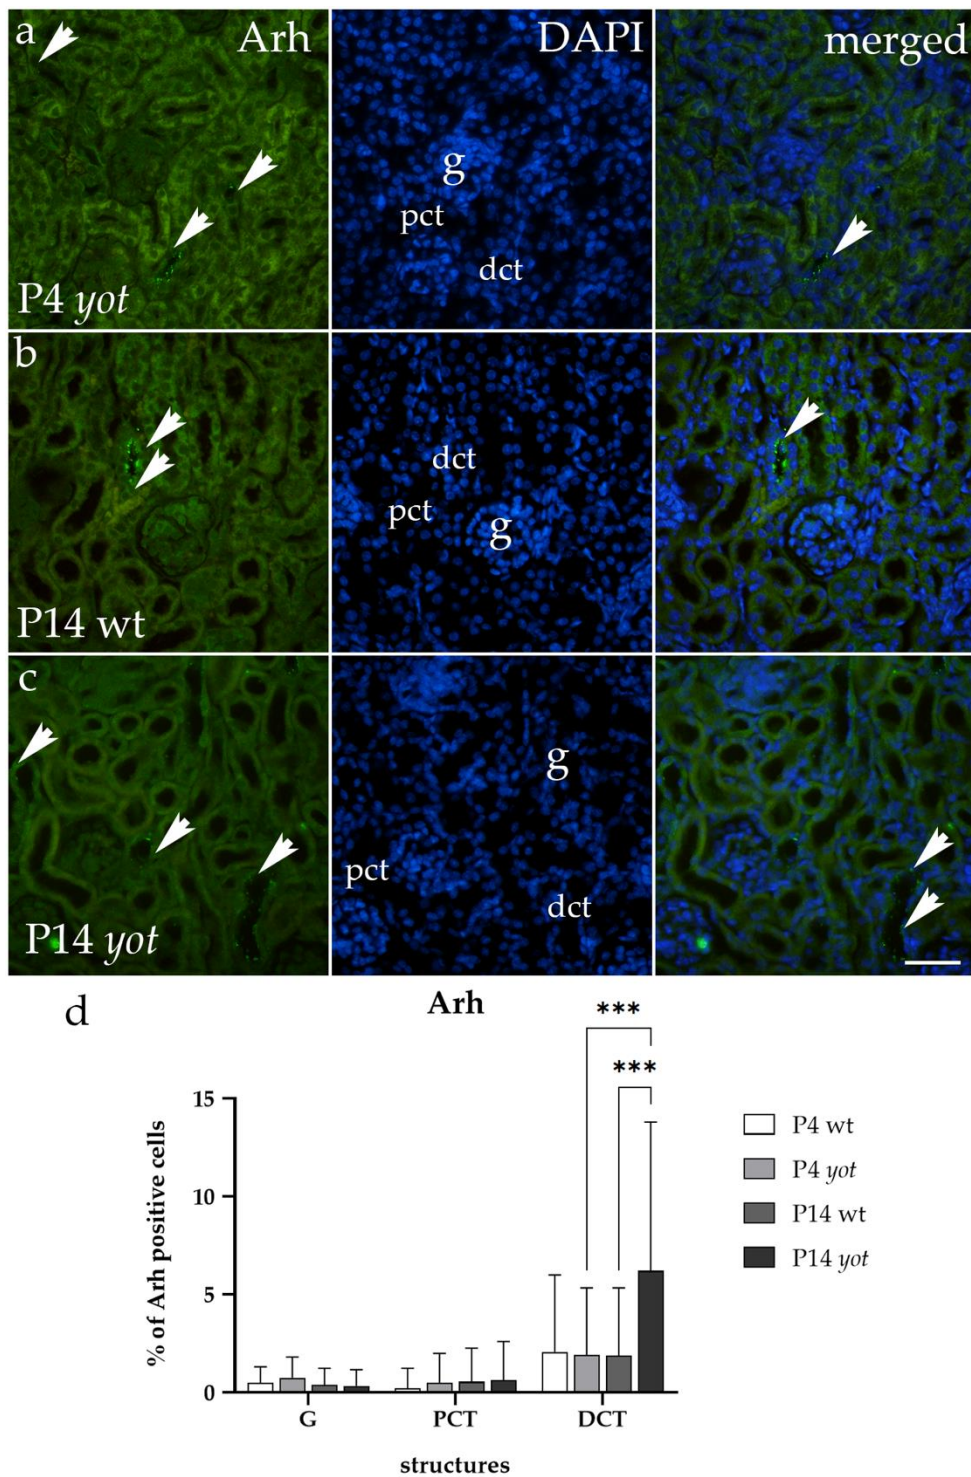 a
Arh
DAPI
merged
g
pct
dct
P4 yot
b
dct
pct
g
P14 wt
c
g
pct
dct
P14 yot
d
Arh
***
***
% of Arh positive cells
15
10
5
0
G
PCT
DCT
structures
P4 wt
P4 yot
P14 wt
P14 yot